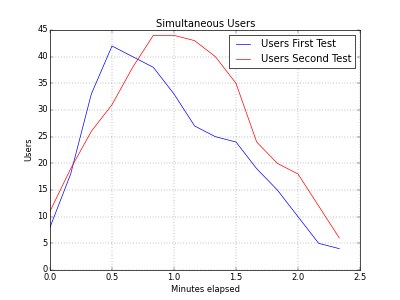 Simultaneous Users
Users First Test
Users Second Test
Users
45
40
35
30
25
20
15
10
5
0
0.0 0.5 1.0 1.5 2.0 2.5
Minutes elapsed